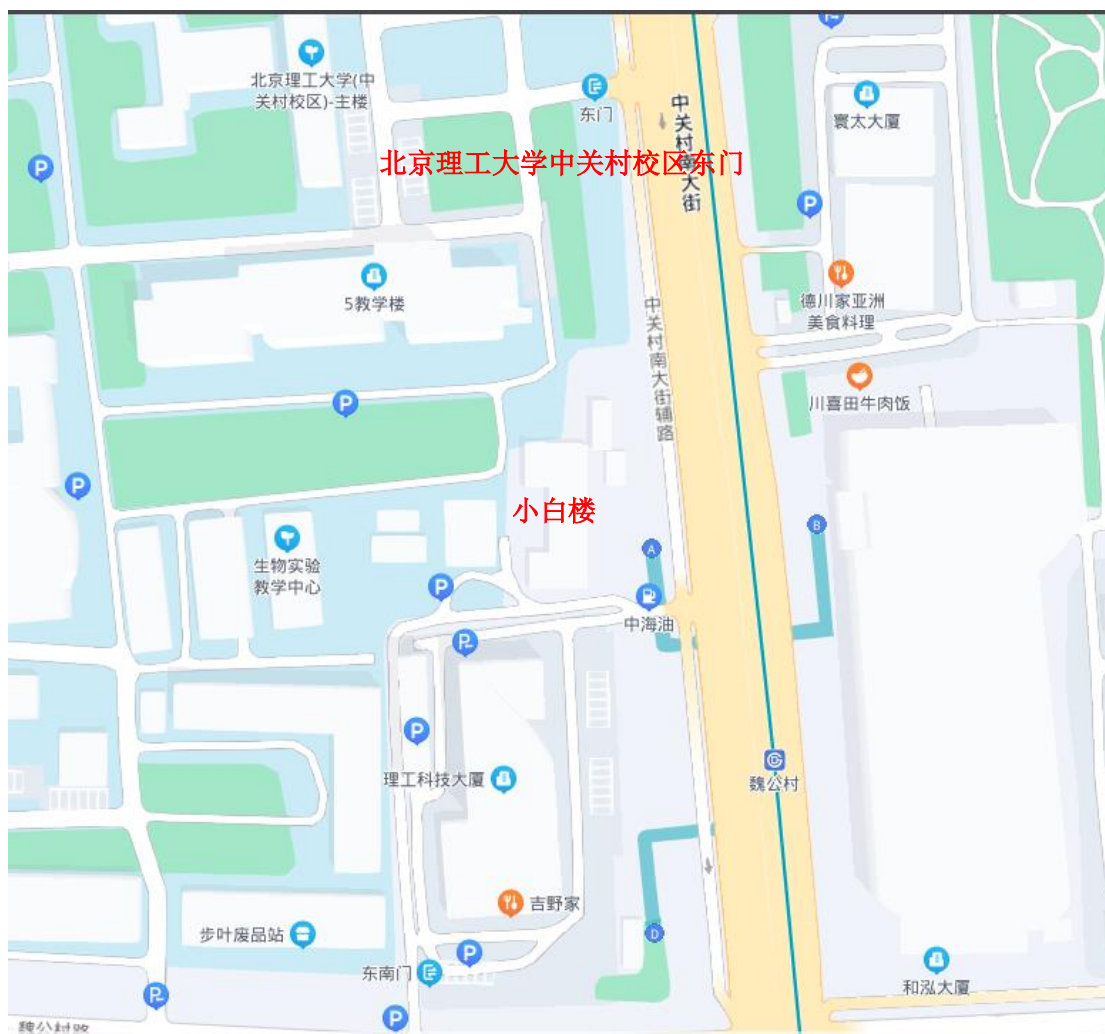 北京理工大学(中
关村校区)-主楼
东门
寰太大厦
中关村南大街
北京理工大学中关村校区东门
P
P
5教学楼
德川家亚洲
美食料理
中关村南大街辅路
P
川喜田牛肉饭
P
小白楼
生物实验
教学中心
A
B
P
中海油
P
P
魏公村
理工科技大厦
吉野家
步叶废品站
D
P
东南门
和泓大厦
P
P
魏公村路